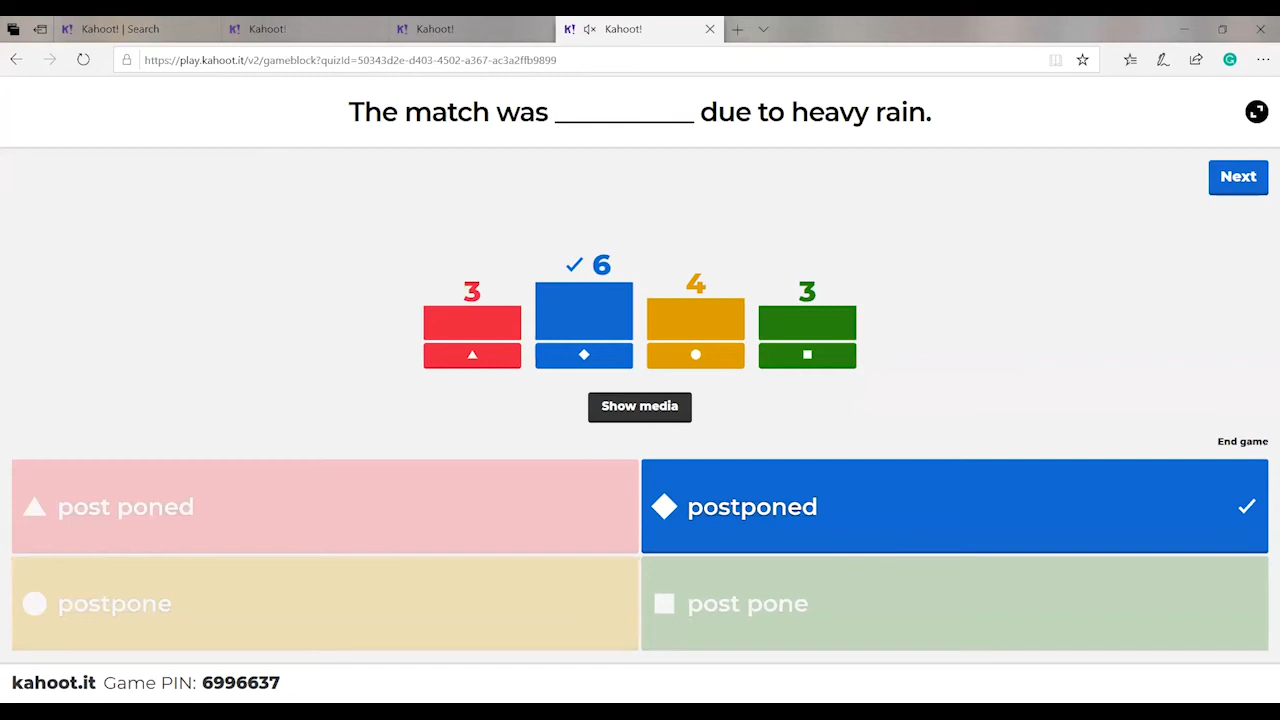 Kahoot! | Search
Kahoot!
Kahoot!
Kahoot!
https://play.kahoot.it/v2/gameblock?quizId=50343d2e-d403-4502-a367-ac3a2ffb9899
The match was __________ due to heavy rain.
Next
3
6
4
3
Show media
End game
post poned
postponed
postpone
post pone
kahoot.it Game PIN: 6996637